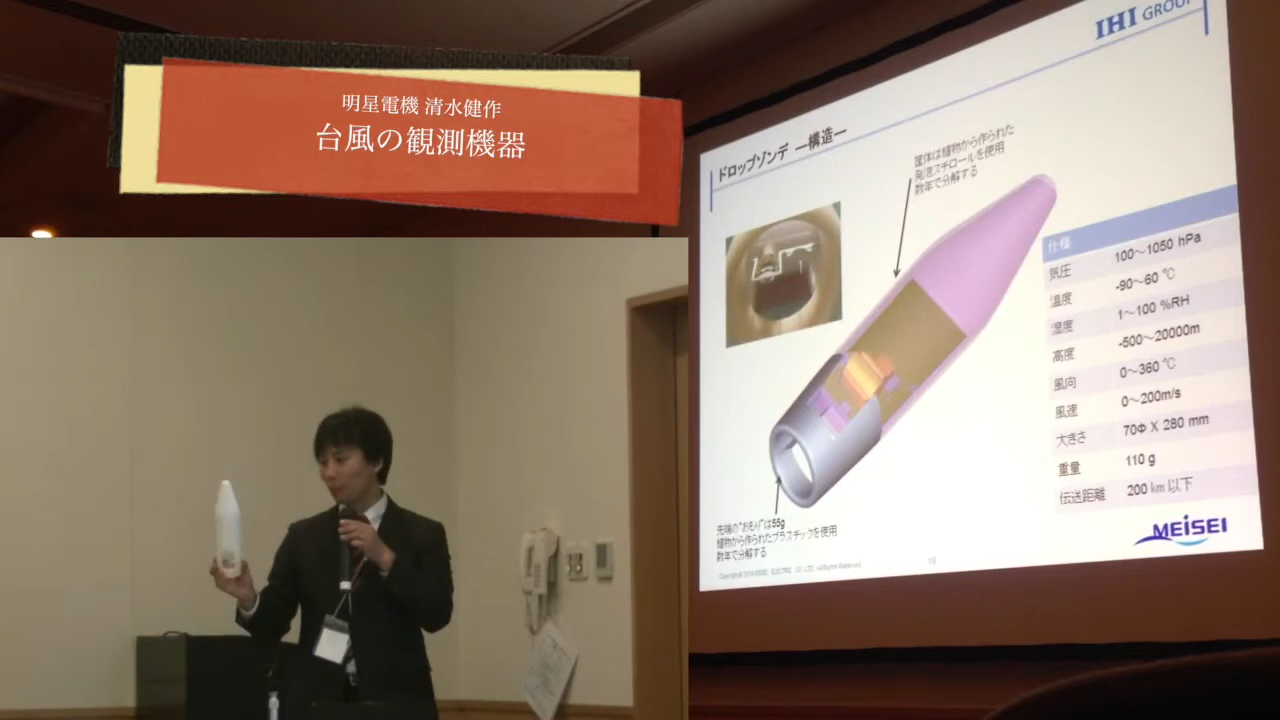 明星電機 清水健作
台風の観測機器
IHI GROUP
ドロップゾンデ ―構造―
筐体は植物から作られた
発泡スチロールを使用
数年で分解する
仕様
気圧 100～1050 hPa
温度 -90～60 ℃
湿度 1～100 %RH
高度 -500～20000m
風向 0～360 ℃
風速 0～200m/s
大きさ 70Φ X 280 mm
重量 110 g
伝送距離 200 km 以下
先端の"おもり"は55g
植物から作られたプラスチックを使用
数年で分解する
MEISEI
19